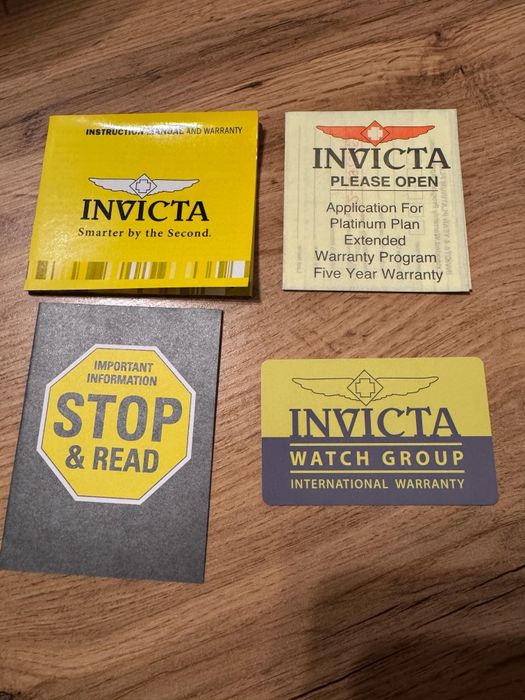 INSTRUCTION MANUAL AND WARRANTY
INVICTA
Smarter by the Second.
INVICTA
PLEASE OPEN
Application For
Platinum Plan
Extended
Warranty Program
Five Year Warranty
IMPORTANT
INFORMATION
STOP
& READ
INVICTA
WATCH GROUP
INTERNATIONAL WARRANTY